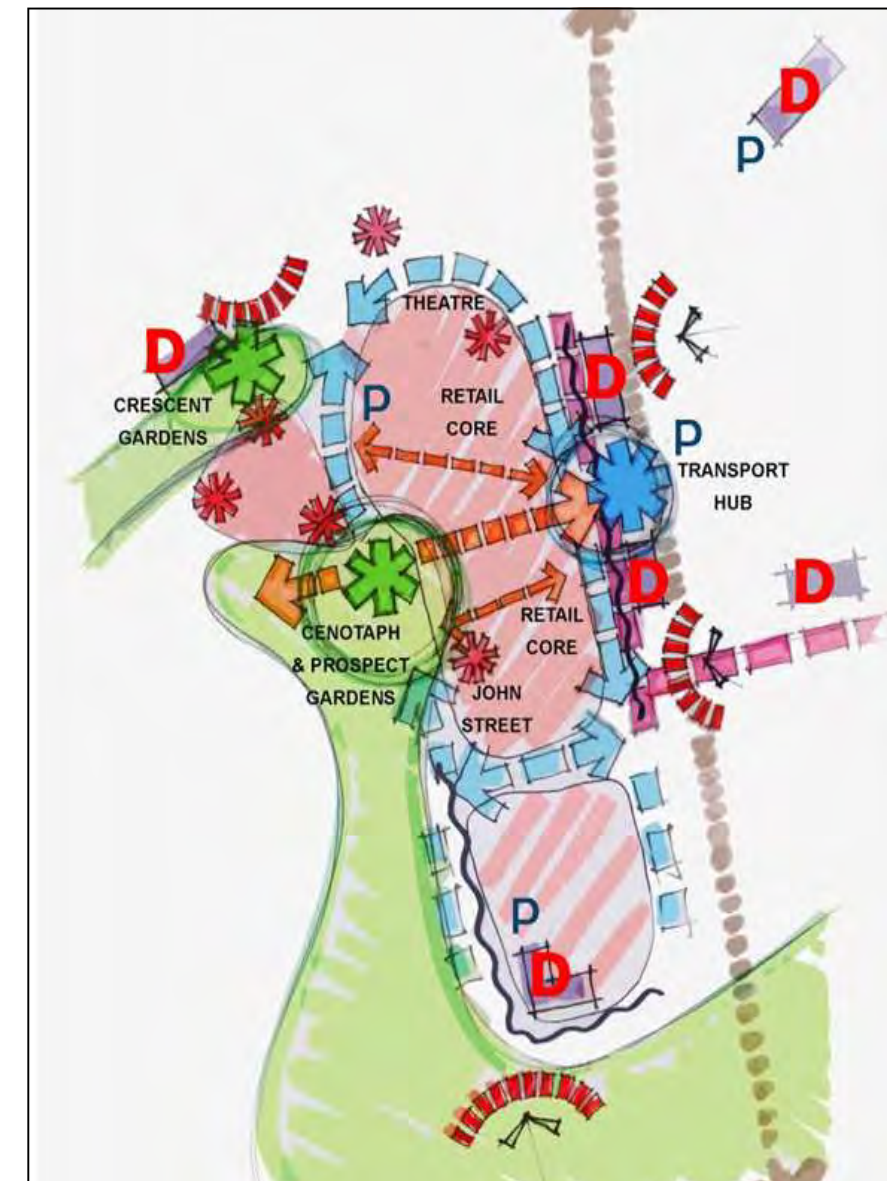 D
P
THEATRE
D
D
CRESCENT
GARDENS
P
RETAIL
CORE
P
TRANSPORT
HUB
D
D
RETAIL
CORE
CENOTAPH
& PROSPECT
GARDENS
JOHN
STREET
P
D